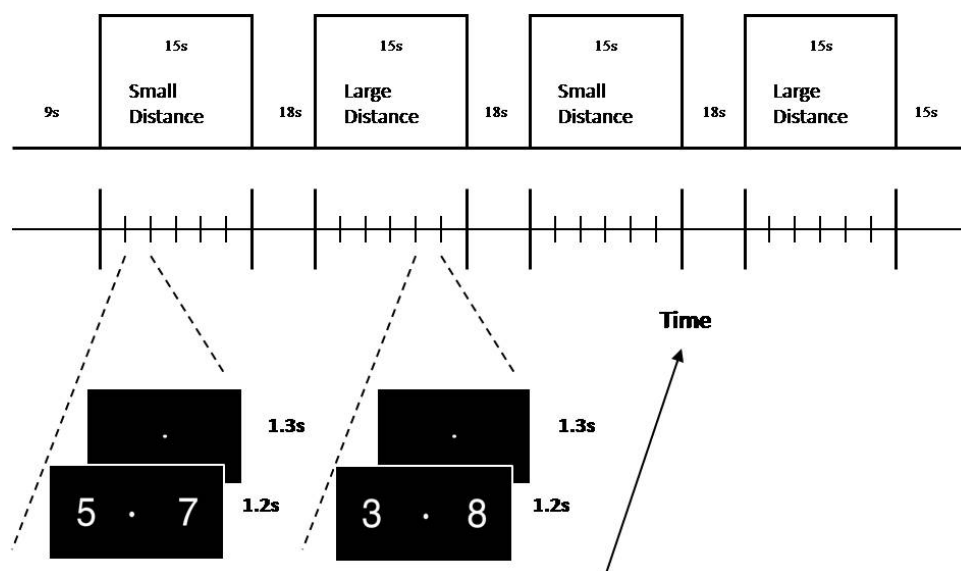 15s
15s
15s
15s
Small
Distance
Large
Distance
Small
Distance
Large
Distance
9s
18s
18s
18s
15s
Time
1.3s
1.3s
5 · 7
1.2s
3 · 8
1.2s